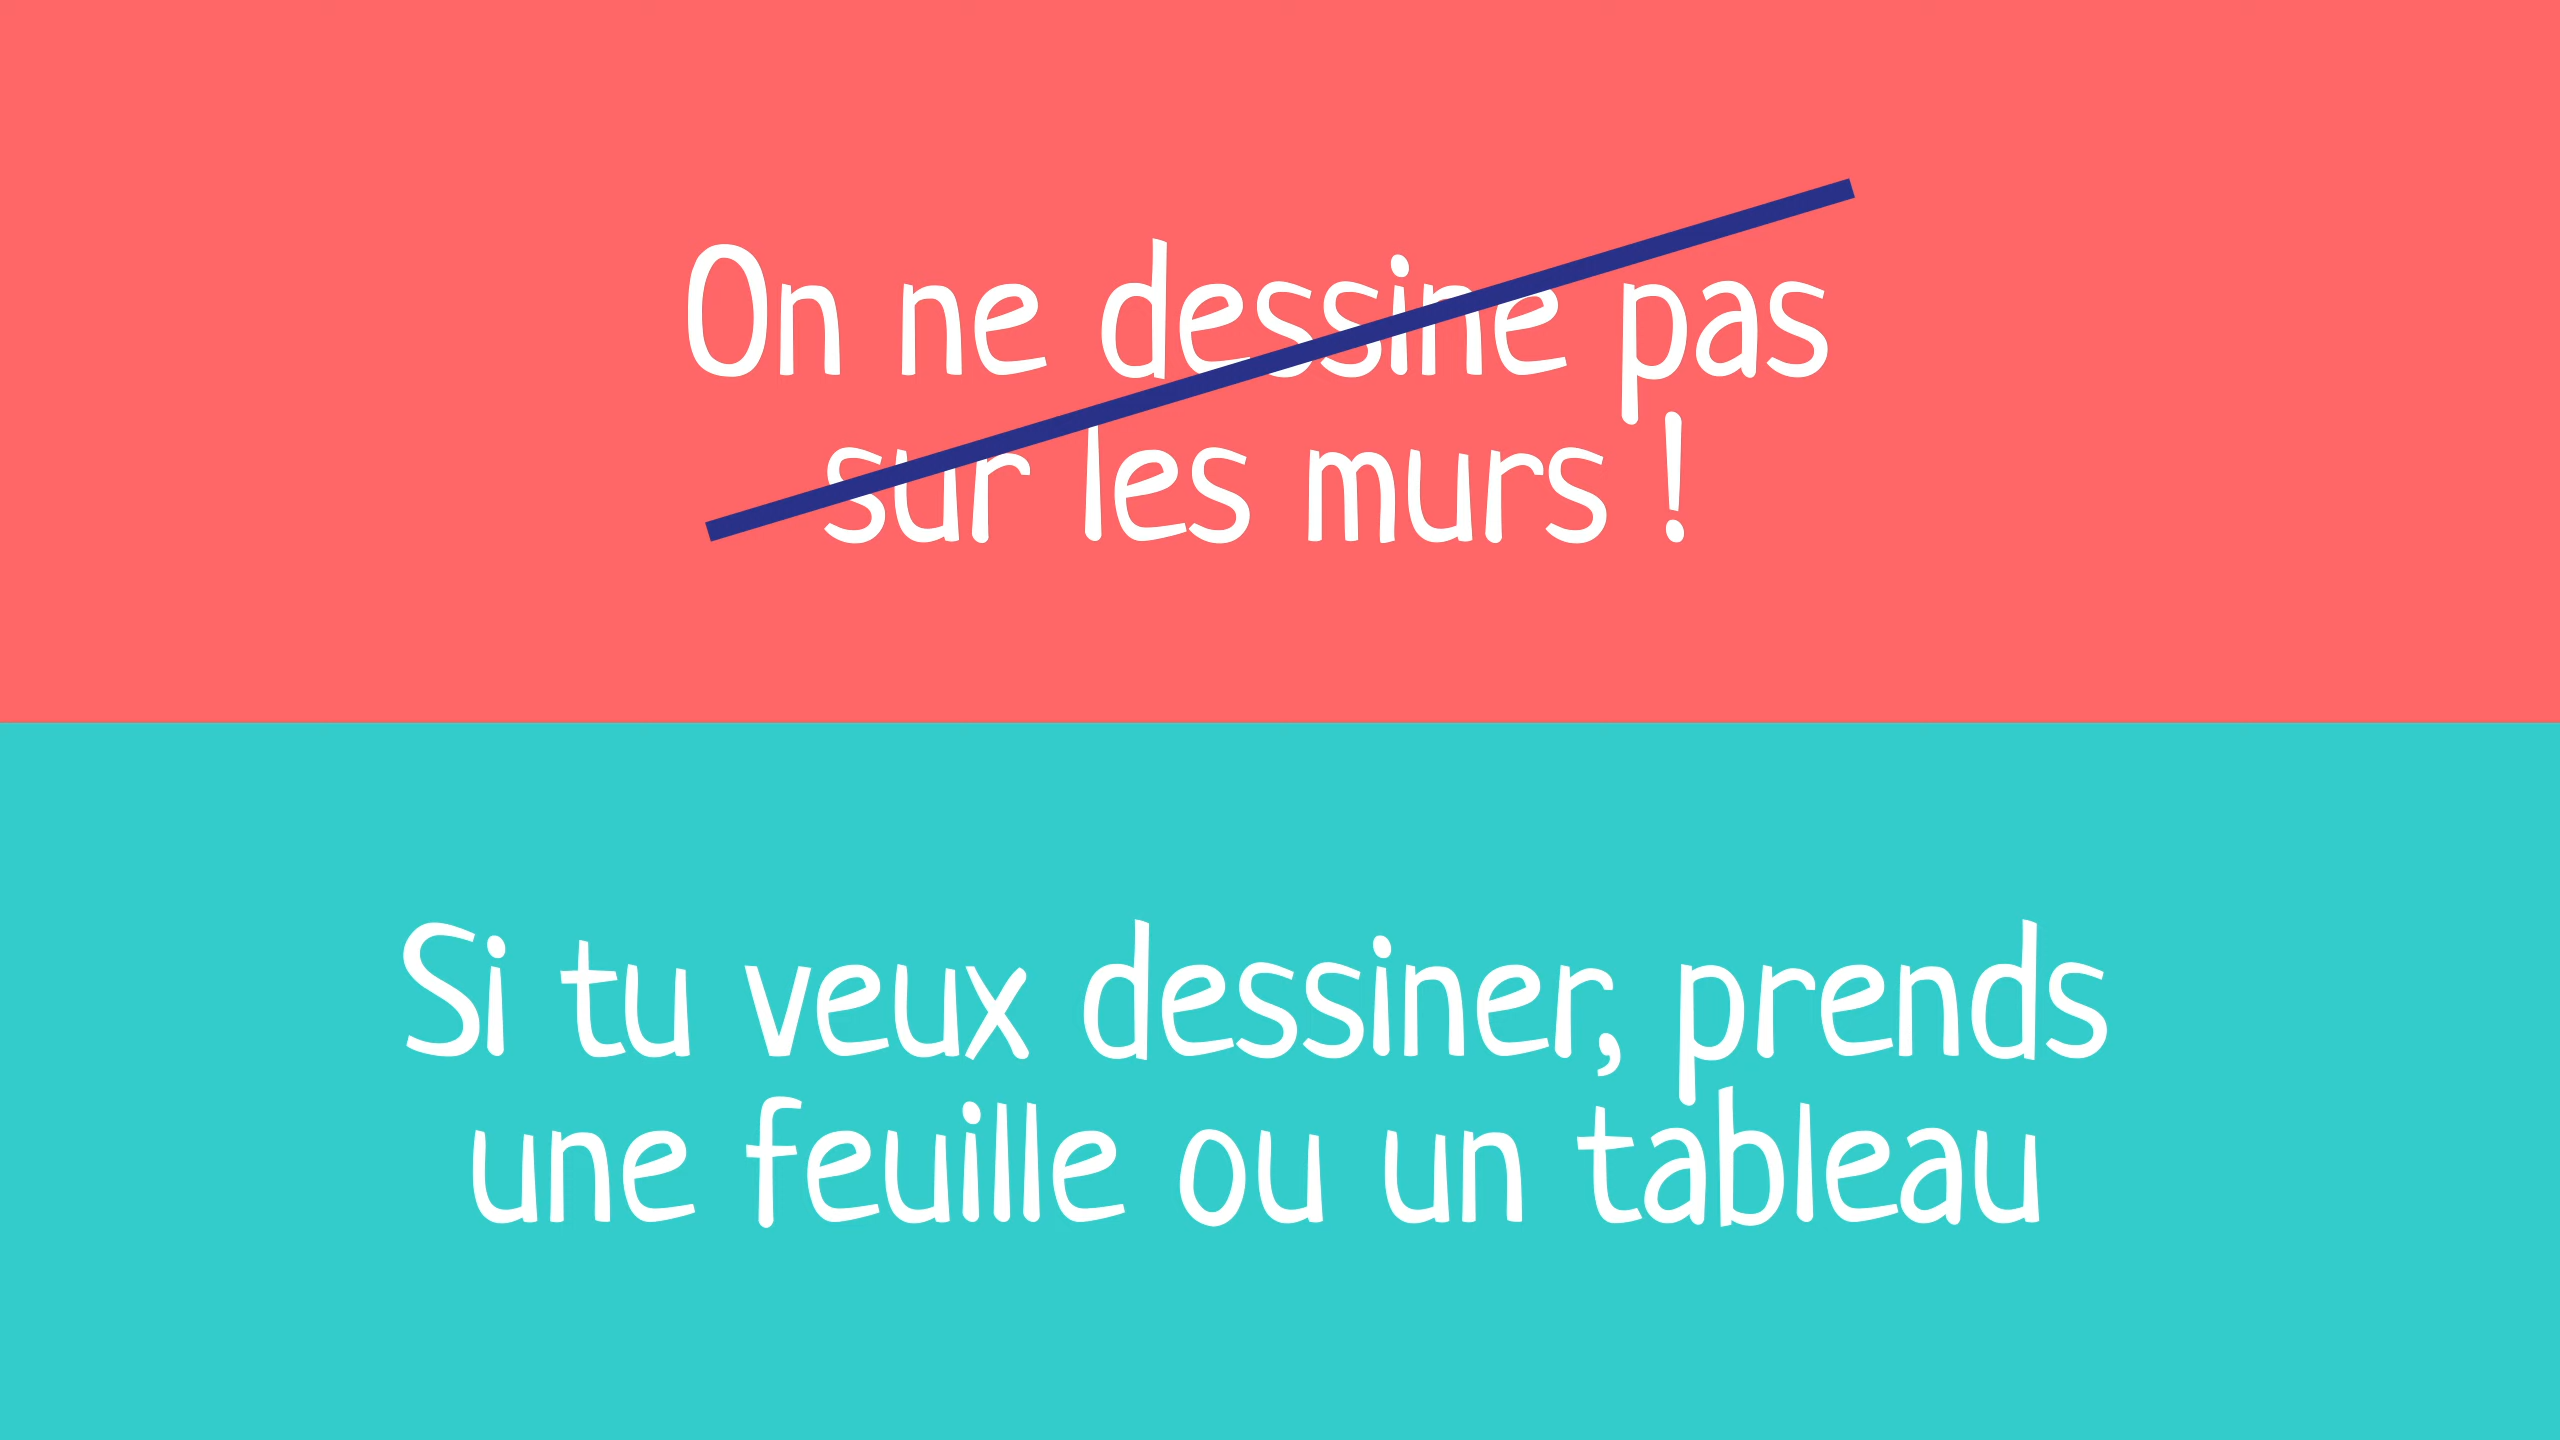 On ne dessine pas
sur les murs !
Si tu veux dessiner, prends
une feuille ou un tableau